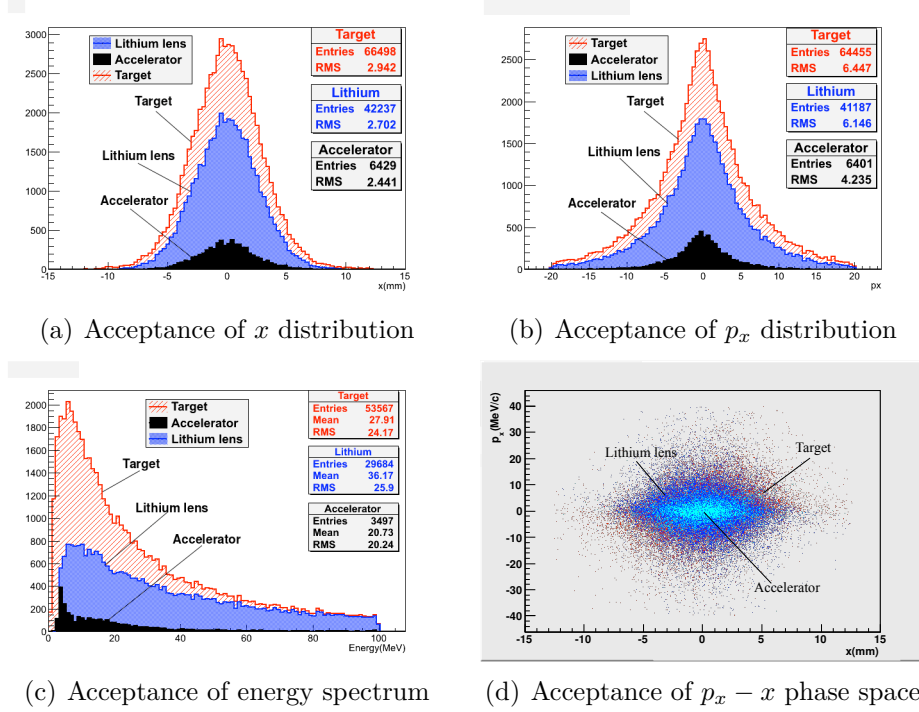 Target
Entries 66498
RMS 2.942
Lithium
Entries 42237
RMS 2.702
Accelerator
Entries 6429
RMS 2.441
Lithium lens
Accelerator
Target
Target
Lithium lens
Accelerator
3000
2500
2000
1500
1000
500
0
-15 -10 -5 0 5 10 15
x(mm)
(a) Acceptance of x distribution
Target
Entries 64455
RMS 6.447
Lithium
Entries 41187
RMS 6.146
Accelerator
Entries 6401
RMS 4.235
Target
Accelerator
Lithium lens
Target
Lithium lens
Accelerator
2500
2000
1500
1000
500
0
-20 -15 -10 -5 0 5 10 15 20
px
(b) Acceptance of pₓ distribution
Target
Entries 53567
Mean 27.91
RMS 24.17
Lithium
Entries 29684
Mean 36.17
RMS 25.9
Accelerator
Entries 3497
Mean 20.73
RMS 20.24
Target
Accelerator
Lithium lens
Target
Lithium lens
Accelerator
2000
1800
1600
1400
1200
1000
800
600
400
200
0
0 20 40 60 80 100
Energy(MeV)
(c) Acceptance of energy spectrum
pₓ(MeV/c)
40
30
20
10
0
-10
-20
-30
-40
Lithium lens
Target
Accelerator
-15 -10 -5 0 5 10 15
x(mm)
(d) Acceptance of pₓ − x phase space